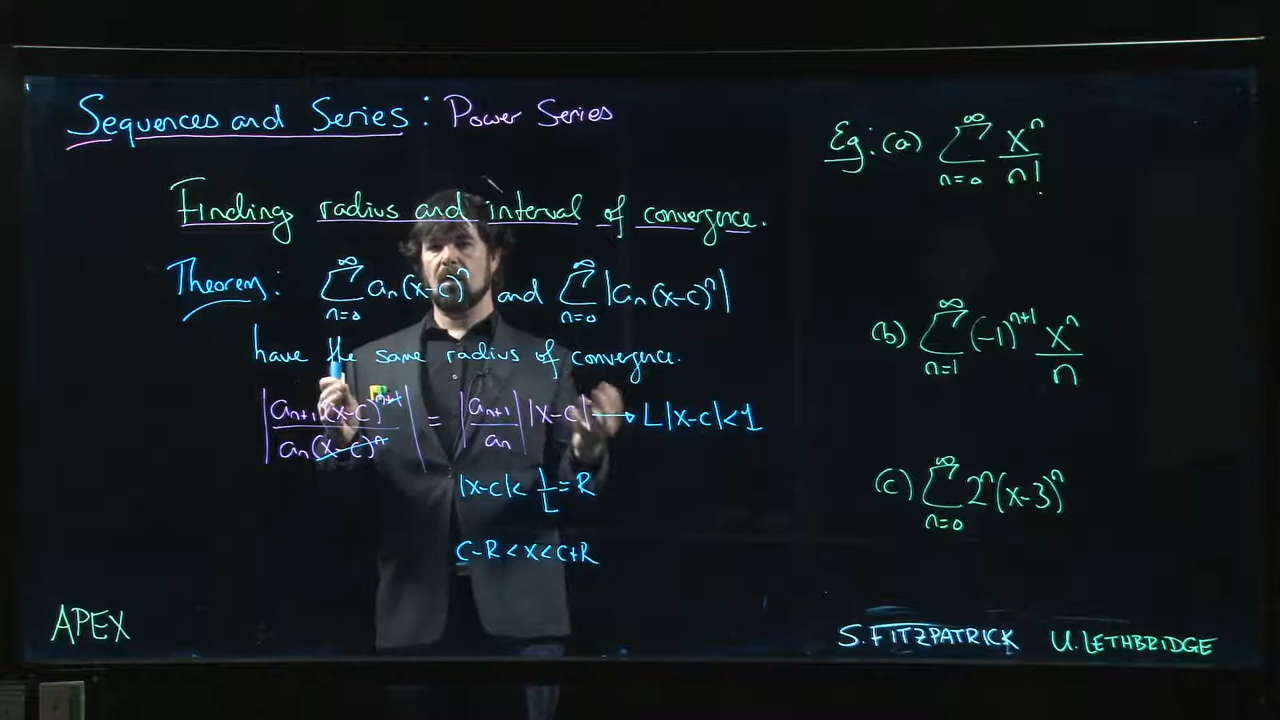 Sequences and Series: Power Series
Finding radius and interval of convergence.
Theorem: ∑_{n=0}^{∞} aₙ(x-c)ⁿ and ∑_{n=0}^{∞} |aₙ(x-c)ⁿ|
have the same radius of convergence.
|aₙ₊₁(x-c)ⁿ⁺¹ / aₙ(x-c)ⁿ| = |aₙ₊₁ / aₙ| |x-c| → L|x-c|<1
|x-c|< 1/L = R
c-R<x<c+R
Eg: (a) ∑_{n=0}^{∞} xⁿ/n!
(b) ∑_{n=1}^{∞} (-1)ⁿ⁺¹ xⁿ/n
(c) ∑_{n=0}^{∞} 2ⁿ(x-3)ⁿ
APEX
S. FITZPATRICK U. LETHBRIDGE